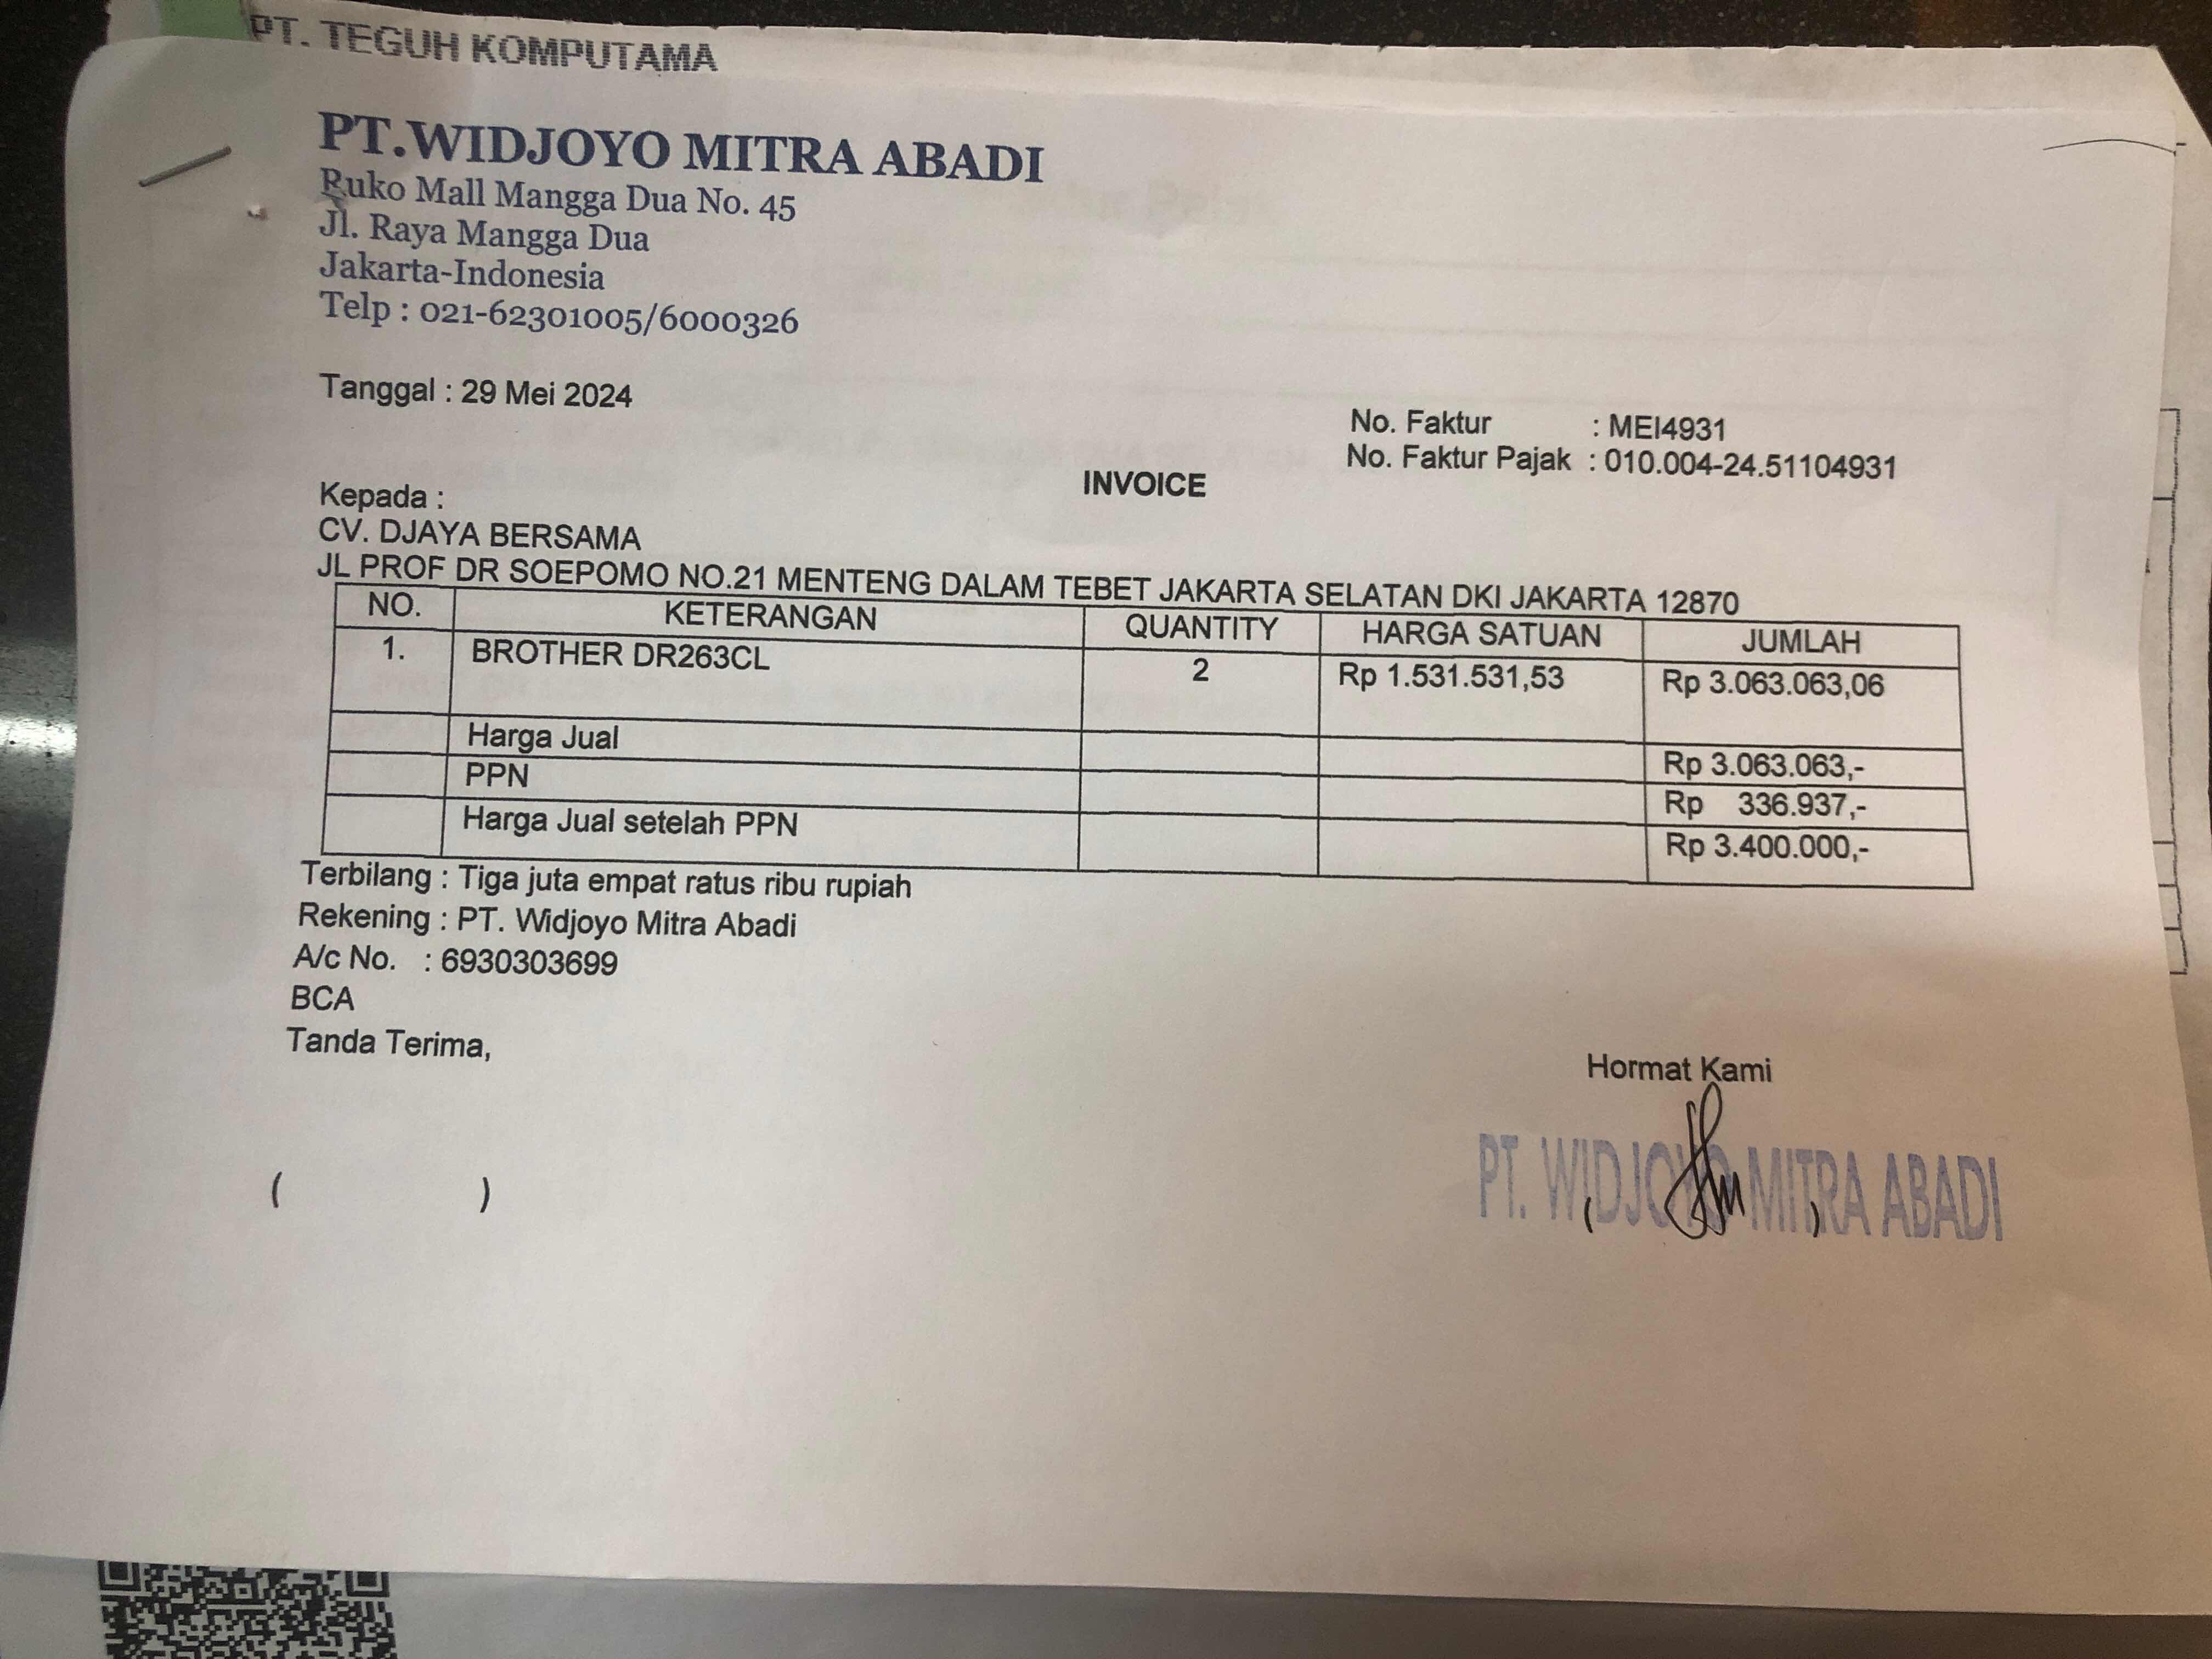 PT. TEGUH KOMPUTAMA
PT.WIDJOYO MITRA ABADI
Ruko Mall Mangga Dua No. 45
Jl. Raya Mangga Dua
Jakarta-Indonesia
Telp : 021-62301005/6000326
Tanggal : 29 Mei 2024
No. Faktur : MEI4931
No. Faktur Pajak : 010.004-24.51104931
INVOICE
Kepada :
CV. DJAYA BERSAMA
JL PROF DR SOEPOMO NO.21 MENTENG DALAM TEBET JAKARTA SELATAN DKI JAKARTA 12870
NO. KETERANGAN QUANTITY HARGA SATUAN JUMLAH
1. BROTHER DR263CL 2 Rp 1.531.531,53 Rp 3.063.063,06
Harga Jual Rp 3.063.063,-
PPN Rp 336.937,-
Harga Jual setelah PPN Rp 3.400.000,-
Terbilang : Tiga juta empat ratus ribu rupiah
Rekening : PT. Widjoyo Mitra Abadi
A/c No. : 6930303699
BCA
Tanda Terima,
Hormat Kami
PT. WIDJOYO MITRA ABADI
( )
( )